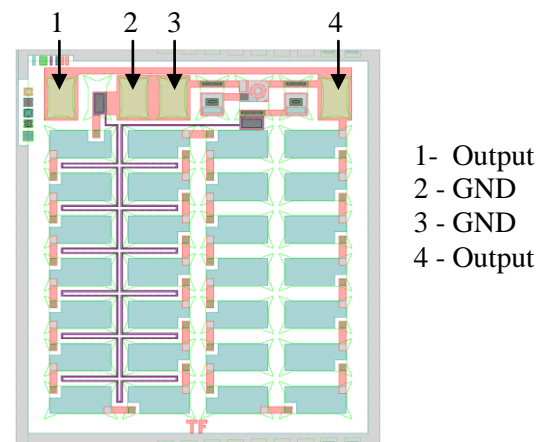 1 2 3 4
1- Output
2 - GND
3 - GND
4 - Output
TF